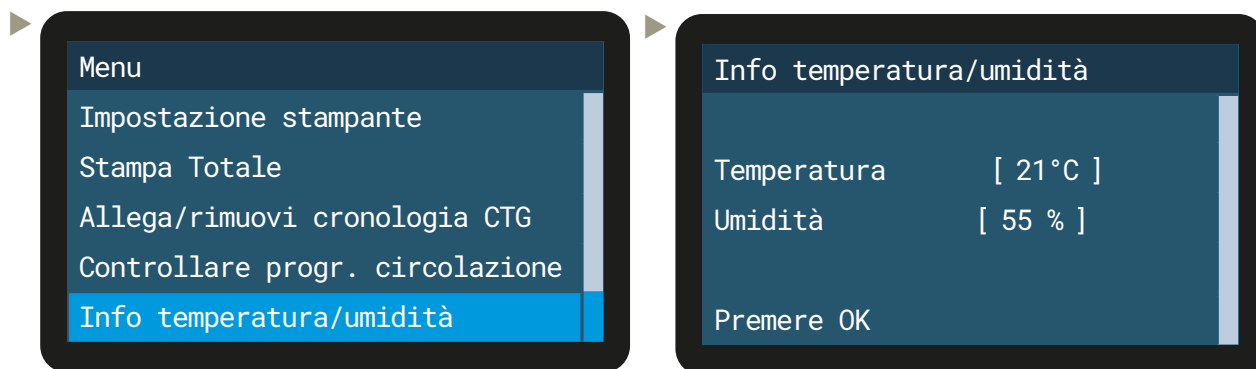 Menu
Impostazione stampante
Stampa Totale
Allega/rimuovi cronologia CTG
Controllare progr. circolazione
Info temperatura/umidità
Info temperatura/umidità
Temperatura [ 21°C ]
Umidità [ 55 % ]
Premere OK